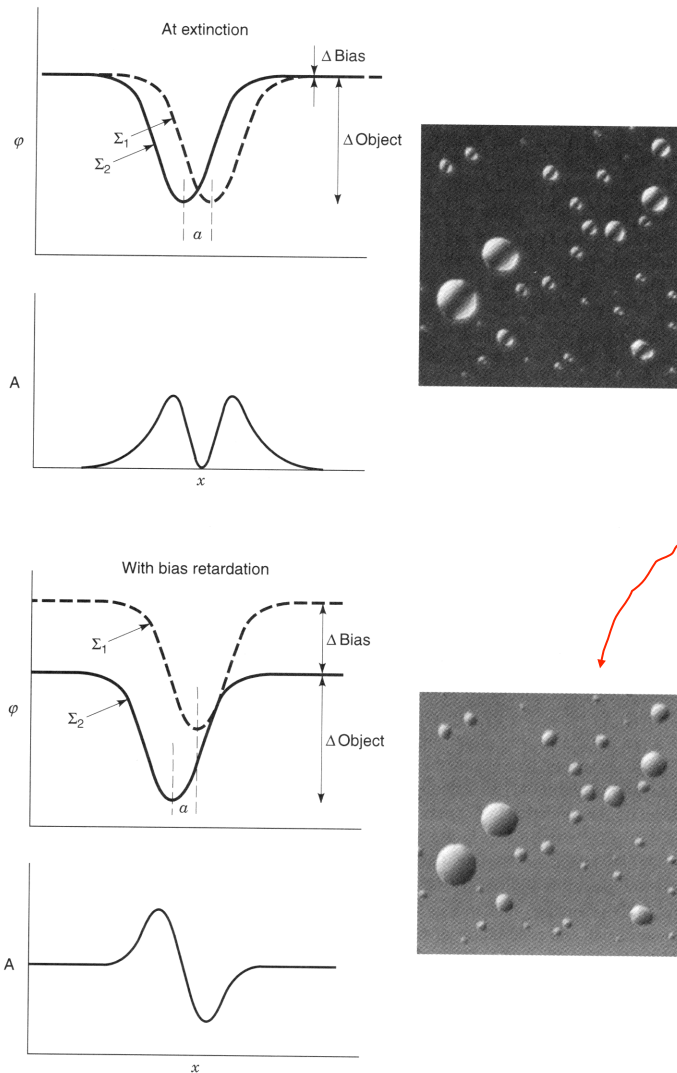 At extinction
Δ Bias
Σ₁
φ
Δ Object
Σ₂
a
A
x
With bias retardation
Σ₁
Δ Bias
φ
Σ₂
Δ Object
a
A
x